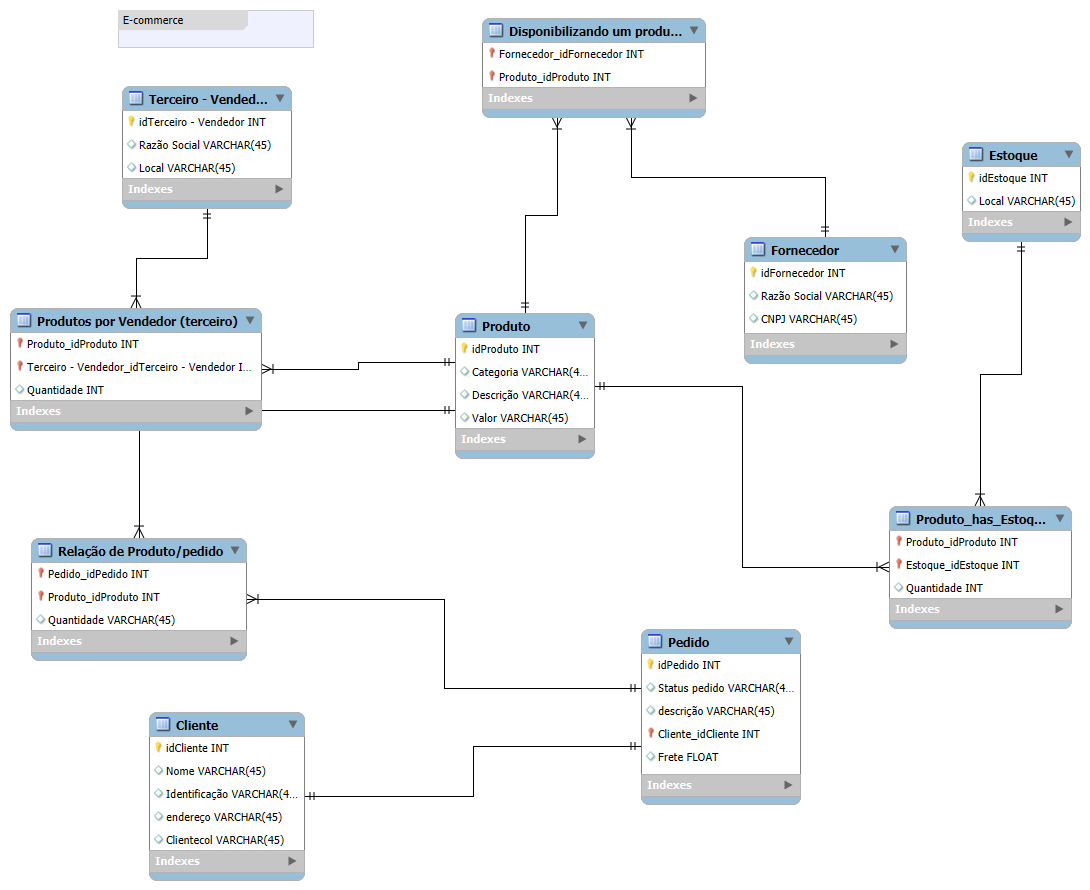 E-commerce
Disponibilizando um produ...
Fornecedor_idFornecedor INT
Produto_idProduto INT
Indexes
Terceiro - Vended...
idTerceiro - Vendedor INT
Razão Social VARCHAR(45)
Local VARCHAR(45)
Indexes
Estoque
idEstoque INT
Local VARCHAR(45)
Indexes
Fornecedor
idFornecedor INT
Razão Social VARCHAR(45)
CNPJ VARCHAR(45)
Indexes
Produtos por Vendedor (terceiro)
Produto_idProduto INT
Terceiro - Vendedor_idTerceiro - Vendedor I...
Quantidade INT
Indexes
Produto
idProduto INT
Categoria VARCHAR(4...
Descrição VARCHAR(4...
Valor VARCHAR(45)
Indexes
Produto_has_Estoq...
Produto_idProduto INT
Estoque_idEstoque INT
Quantidade INT
Indexes
Relação de Produto/pedido
Pedido_idPedido INT
Produto_idProduto INT
Quantidade VARCHAR(45)
Indexes
Pedido
idPedido INT
Status pedido VARCHAR(4...
descrição VARCHAR(45)
Cliente_idCliente INT
Frete FLOAT
Indexes
Cliente
idCliente INT
Nome VARCHAR(45)
Identificação VARCHAR(4...
endereço VARCHAR(45)
Clientecol VARCHAR(45)
Indexes